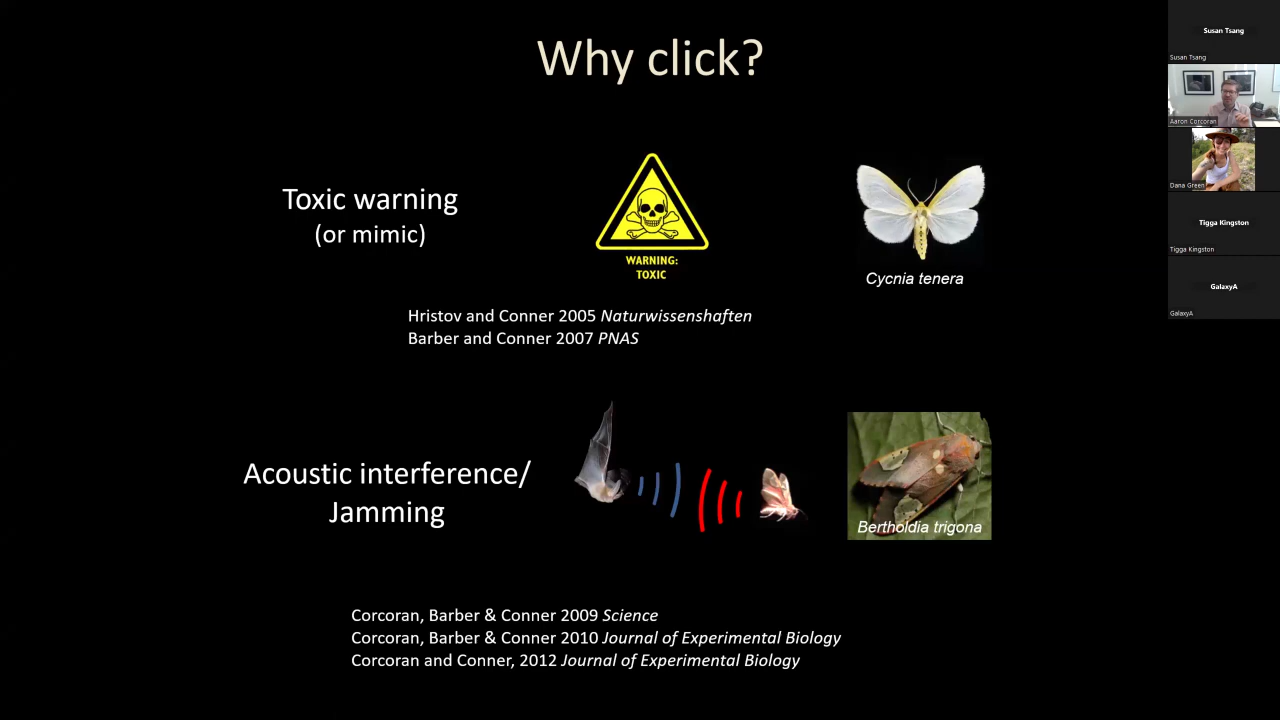 Why click?
Toxic warning
(or mimic)
WARNING:
TOXIC
Cycnia tenera
Hristov and Conner 2005 Naturwissenshaften
Barber and Conner 2007 PNAS
Acoustic interference/
Jamming
Bertholdia trigona
Corcoran, Barber & Conner 2009 Science
Corcoran, Barber & Conner 2010 Journal of Experimental Biology
Corcoran and Conner, 2012 Journal of Experimental Biology
Susan Tsang
Susan Tsang
Aaron Corcoran
Dana Green
Tigga Kingston
Tigga Kingston
GalaxyA
GalaxyA